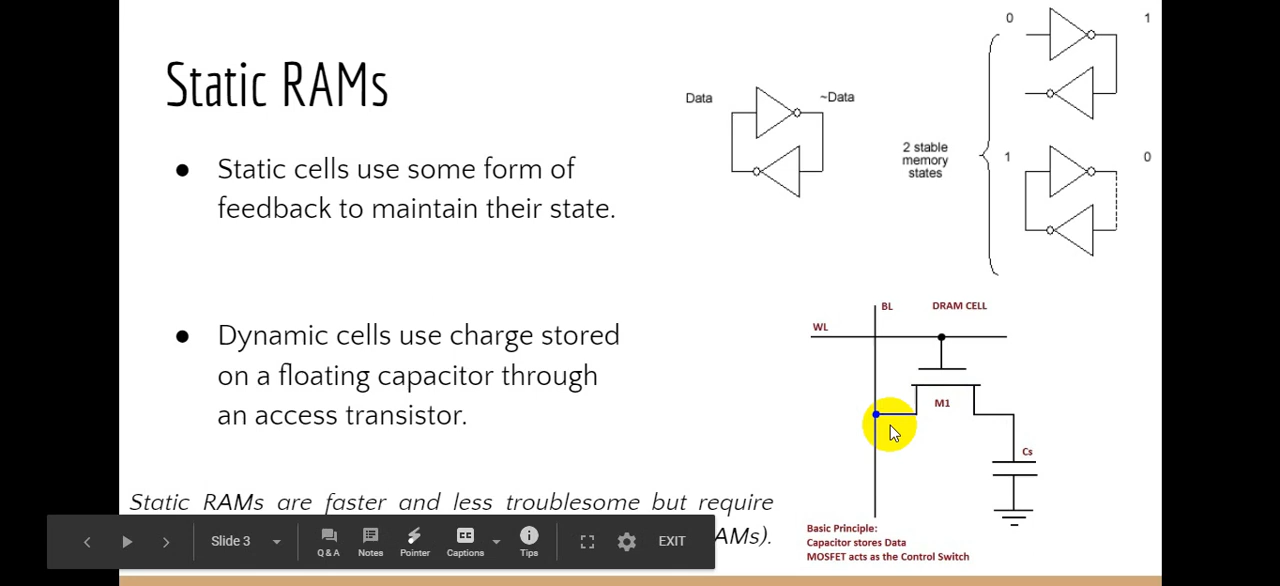 Static RAMs
● Static cells use some form of
feedback to maintain their state.
● Dynamic cells use charge stored
on a floating capacitor through
an access transistor.
Static RAMs are faster and less troublesome but require
AMs).
Data
~Data
0
1
2 stable
memory
states
1
0
BL
DRAM CELL
WL
M1
Cs
Basic Principle:
Capacitor stores Data
MOSFET acts as the Control Switch
Slide 3
Q & A
Notes
Pointer
CC
Captions
Tips
EXIT